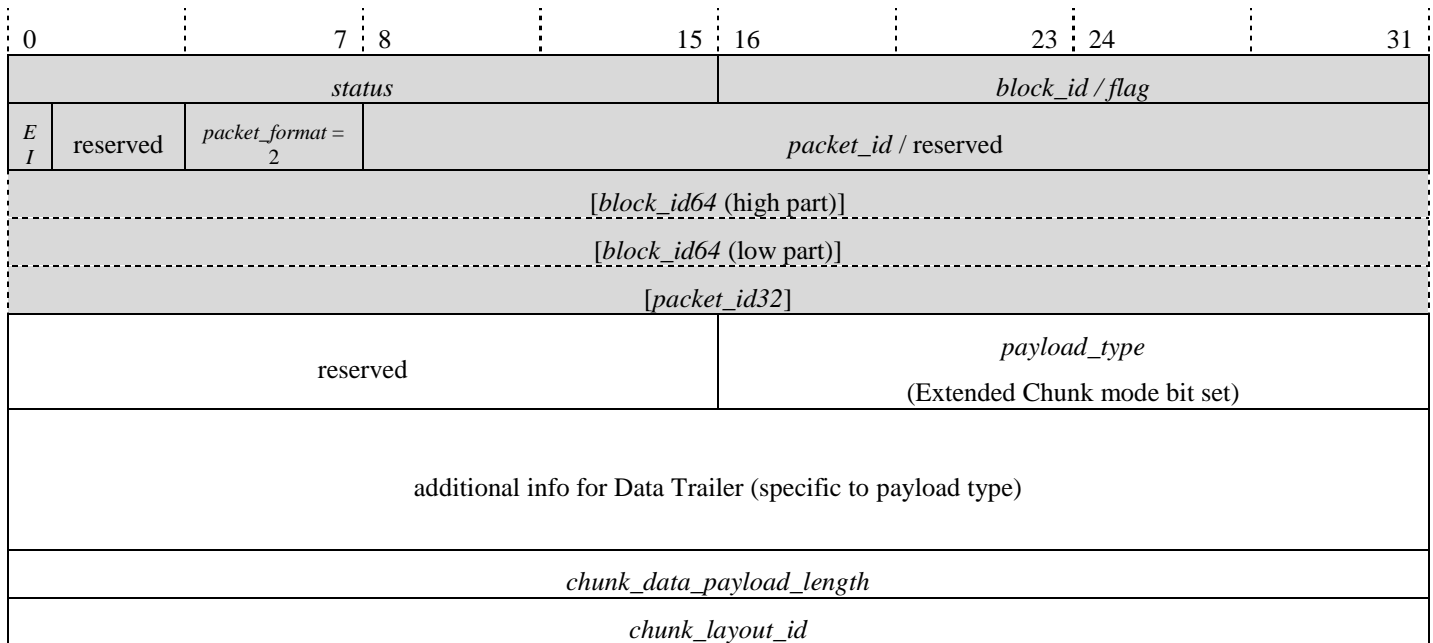 0 7 8 15 16 23 24 31
status block_id / flag
E reserved packet_format = packet_id / reserved
I 2
[block_id64 (high part)]
[block_id64 (low part)]
[packet_id32]
reserved payload_type
(Extended Chunk mode bit set)
additional info for Data Trailer (specific to payload type)
chunk_data_payload_length
chunk_layout_id